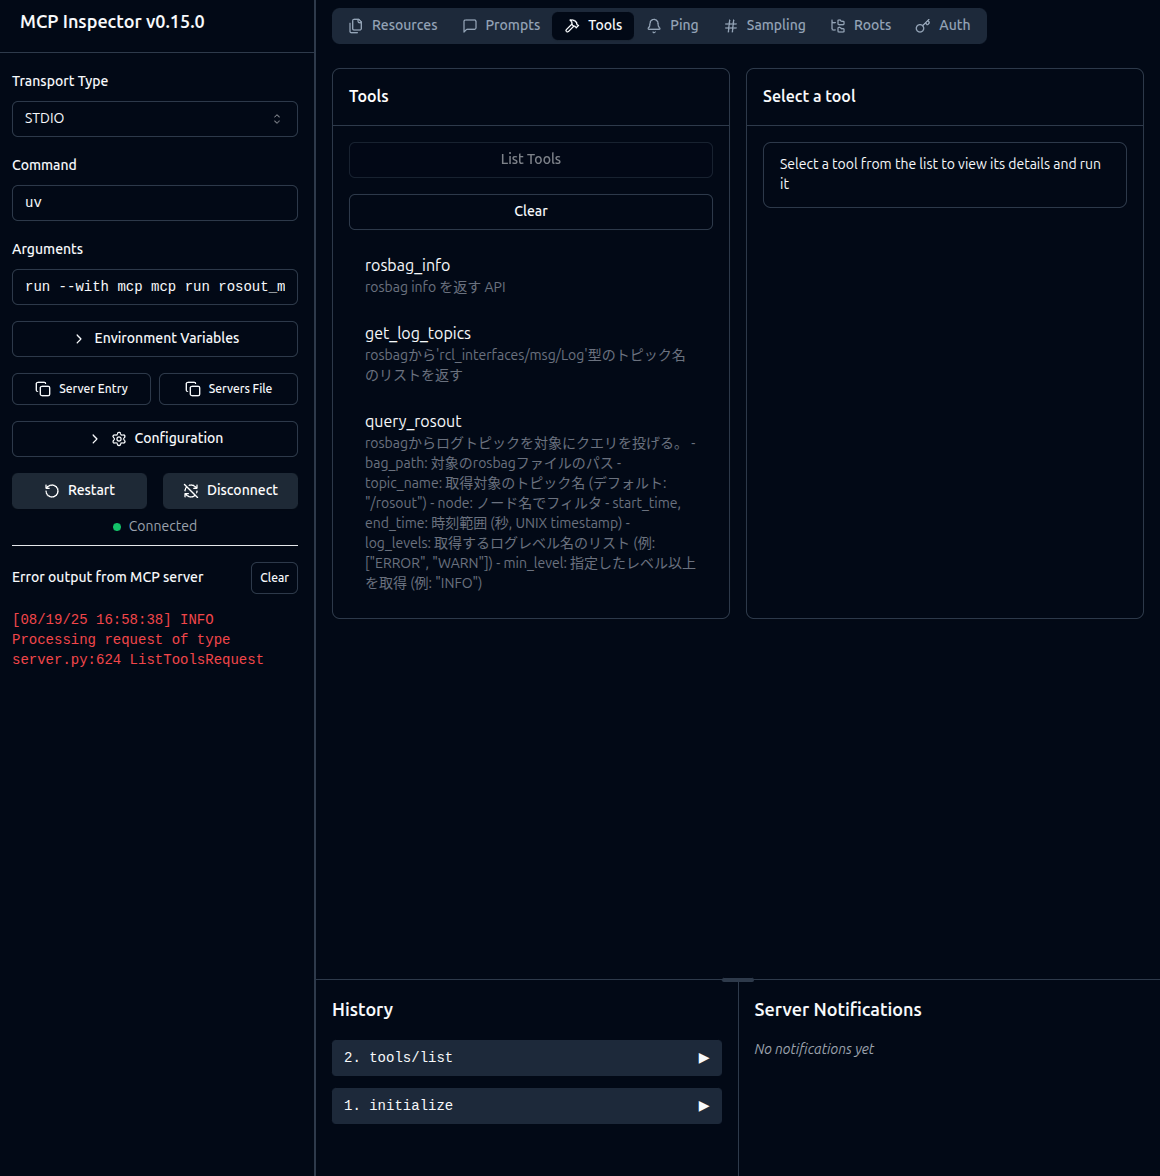 MCP Inspector v0.15.0
Transport Type
STDIO
Command
uv
Arguments
run --with mcp mcp run rosout_m
Environment Variables
Server Entry
Servers File
Configuration
Restart
Disconnect
Connected
Error output from MCP server
Clear
[08/19/25 16:58:38] INFO
Processing request of type
server.py:624 ListToolsRequest
Resources
Prompts
Tools
Ping
Sampling
Roots
Auth
Tools
List Tools
Clear
rosbag_info
rosbag info を返す API
get_log_topics
rosbagから'rcl_interfaces/msg/Log'型のトピック名
のリストを返す
query_rosout
rosbagからログトピックを対象にクエリを投げる。 -
bag_path: 対象のrosbagファイルのパス -
topic_name: 取得対象のトピック名 (デフォルト:
"/rosout") - node: ノード名でフィルタ - start_time,
end_time: 時刻範囲 (秒, UNIX timestamp) -
log_levels: 取得するログレベル名のリスト (例:
["ERROR", "WARN"]) - min_level: 指定したレベル以上
を取得 (例: "INFO")
Select a tool
Select a tool from the list to view its details and run
it
History
2. tools/list
1. initialize
Server Notifications
No notifications yet